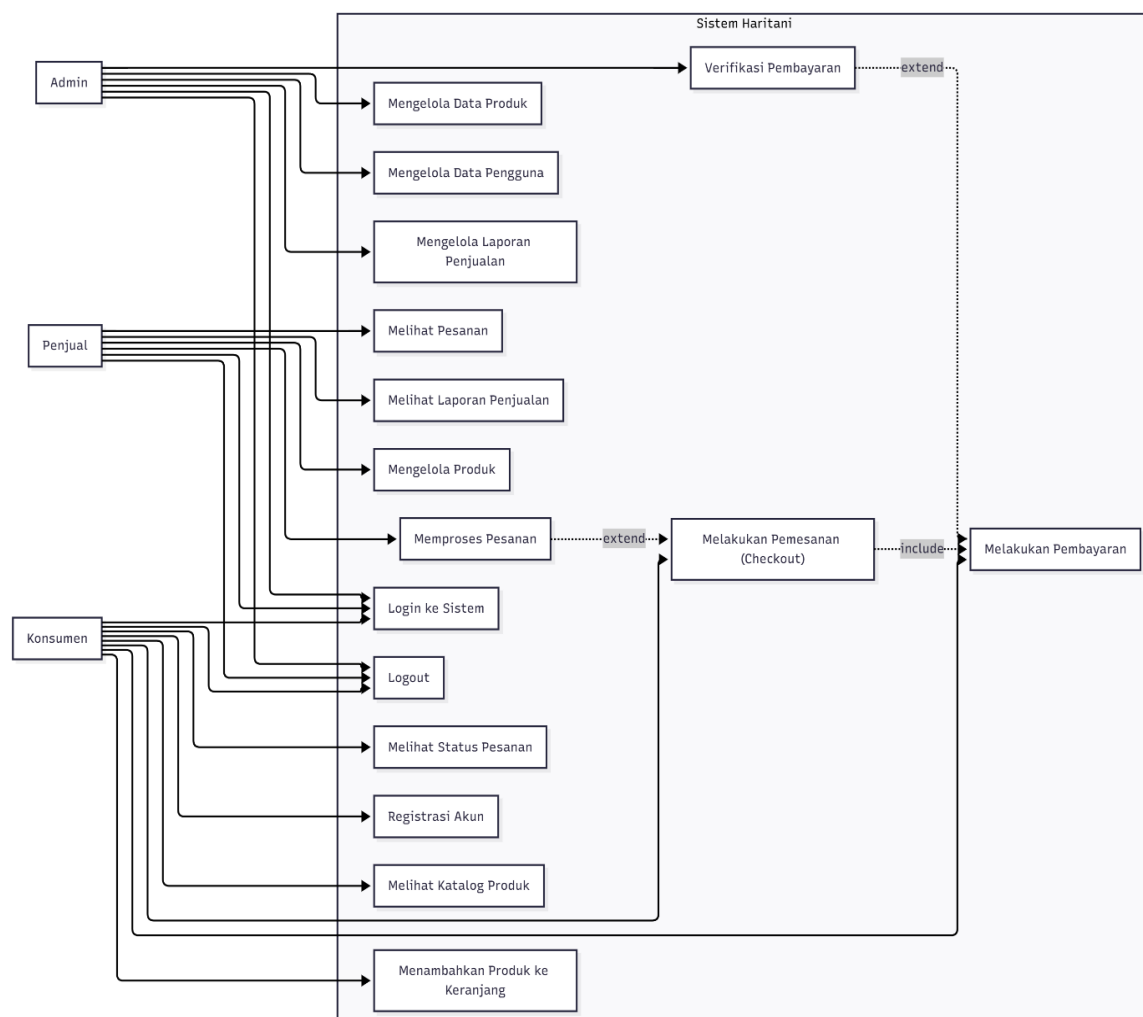 Sistem Haritani
Admin
Verifikasi Pembayaran
extend
Mengelola Data Produk
Mengelola Data Pengguna
Mengelola Laporan
Penjualan
Penjual
Melihat Pesanan
Melihat Laporan Penjualan
Mengelola Produk
Memproses Pesanan
extend
Melakukan Pemesanan
(Checkout)
include
Melakukan Pembayaran
Login ke Sistem
Konsumen
Logout
Melihat Status Pesanan
Registrasi Akun
Melihat Katalog Produk
Menambahkan Produk ke
Keranjang